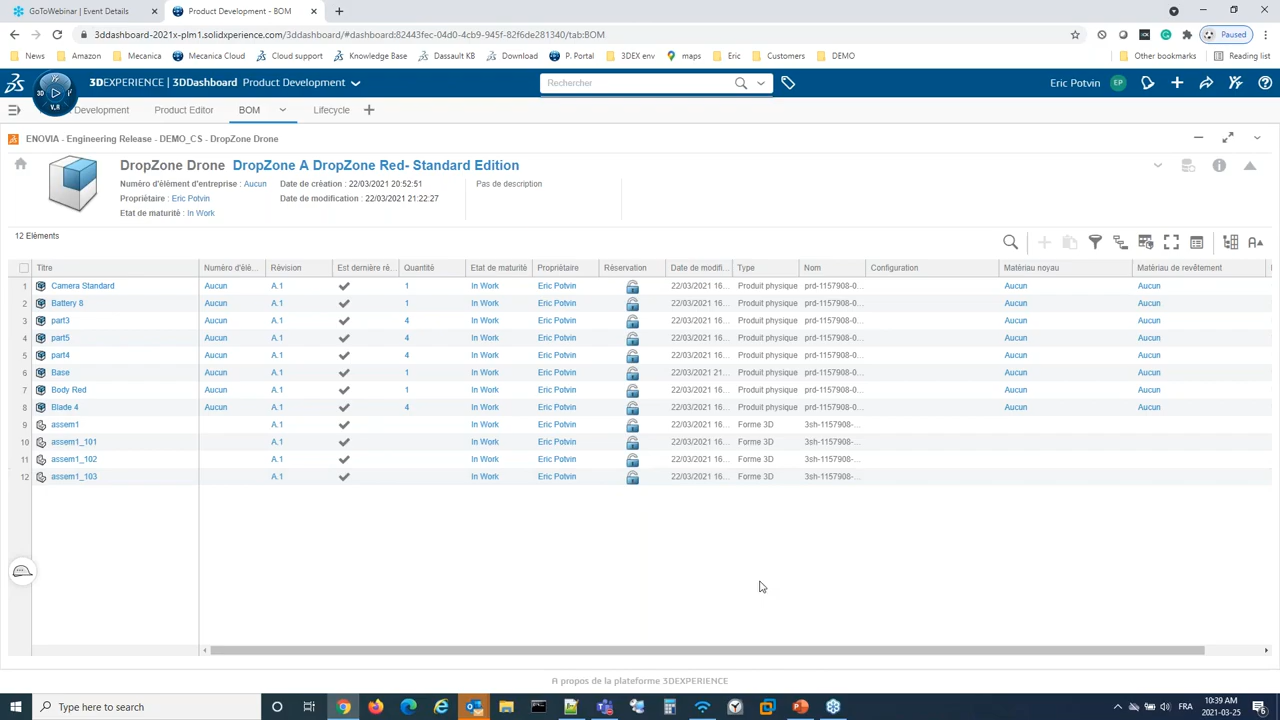 GoToWebinar | Event Details
Product Development - BOM
3ddashboard-2021x-plm1.solidxperience.com/3ddashboard/#dashboard:82443fec-04d0-4cb9-945f-82f6de281340/tab:BOM
Paused
News Amazon Mecanica Mecanica Cloud Cloud support Knowledge Base Dassault KB Download P. Portal 3DEX env maps Eric Customers DEMO Other bookmarks Reading list
3DEXPERIENCE | 3DDashboard Product Development
Rechercher
Eric Potvin EP
3D V,R
Development Product Editor BOM Lifecycle
ENOVIA - Engineering Release - DEMO_CS - DropZone Drone
DropZone Drone DropZone A DropZone Red- Standard Edition
Numéro d'élément d'entreprise : Aucun Date de création : 22/03/2021 20:52:51 Pas de description
Propriétaire : Eric Potvin Date de modification : 22/03/2021 21:22:27
Etat de maturité : In Work
12 Eléments
Titre Numéro d'élé... Révision Est dernière ré... Quantité Etat de maturité Propriétaire Réservation Date de modifi... Type Nom Configuration Matériau noyau Matériau de revêtement
1 Camera Standard Aucun A.1 1 In Work Eric Potvin 22/03/2021 16... Produit physique prd-1157908-0... Aucun Aucun
2 Battery 8 Aucun A.1 1 In Work Eric Potvin 22/03/2021 16... Produit physique prd-1157908-0... Aucun Aucun
3 part3 Aucun A.1 4 In Work Eric Potvin 22/03/2021 16... Produit physique prd-1157908-0... Aucun Aucun
4 part5 Aucun A.1 4 In Work Eric Potvin 22/03/2021 16... Produit physique prd-1157908-0... Aucun Aucun
5 part4 Aucun A.1 4 In Work Eric Potvin 22/03/2021 16... Produit physique prd-1157908-0... Aucun Aucun
6 Base Aucun A.1 1 In Work Eric Potvin 22/03/2021 21... Produit physique prd-1157908-0... Aucun Aucun
7 Body Red Aucun A.1 1 In Work Eric Potvin 22/03/2021 16... Produit physique prd-1157908-0... Aucun Aucun
8 Blade 4 Aucun A.1 4 In Work Eric Potvin 22/03/2021 16... Produit physique prd-1157908-0... Aucun Aucun
9 assem1 A.1 In Work Eric Potvin 22/03/2021 16... Forme 3D 3sh-1157908-...
10 assem1_101 A.1 In Work Eric Potvin 22/03/2021 16... Forme 3D 3sh-1157908-...
11 assem1_102 A.1 In Work Eric Potvin 22/03/2021 16... Forme 3D 3sh-1157908-...
12 assem1_103 A.1 In Work Eric Potvin 22/03/2021 16... Forme 3D 3sh-1157908-...
A propos de la plateforme 3DEXPERIENCE
Type here to search
FRA
10:39 AM
2021-03-25